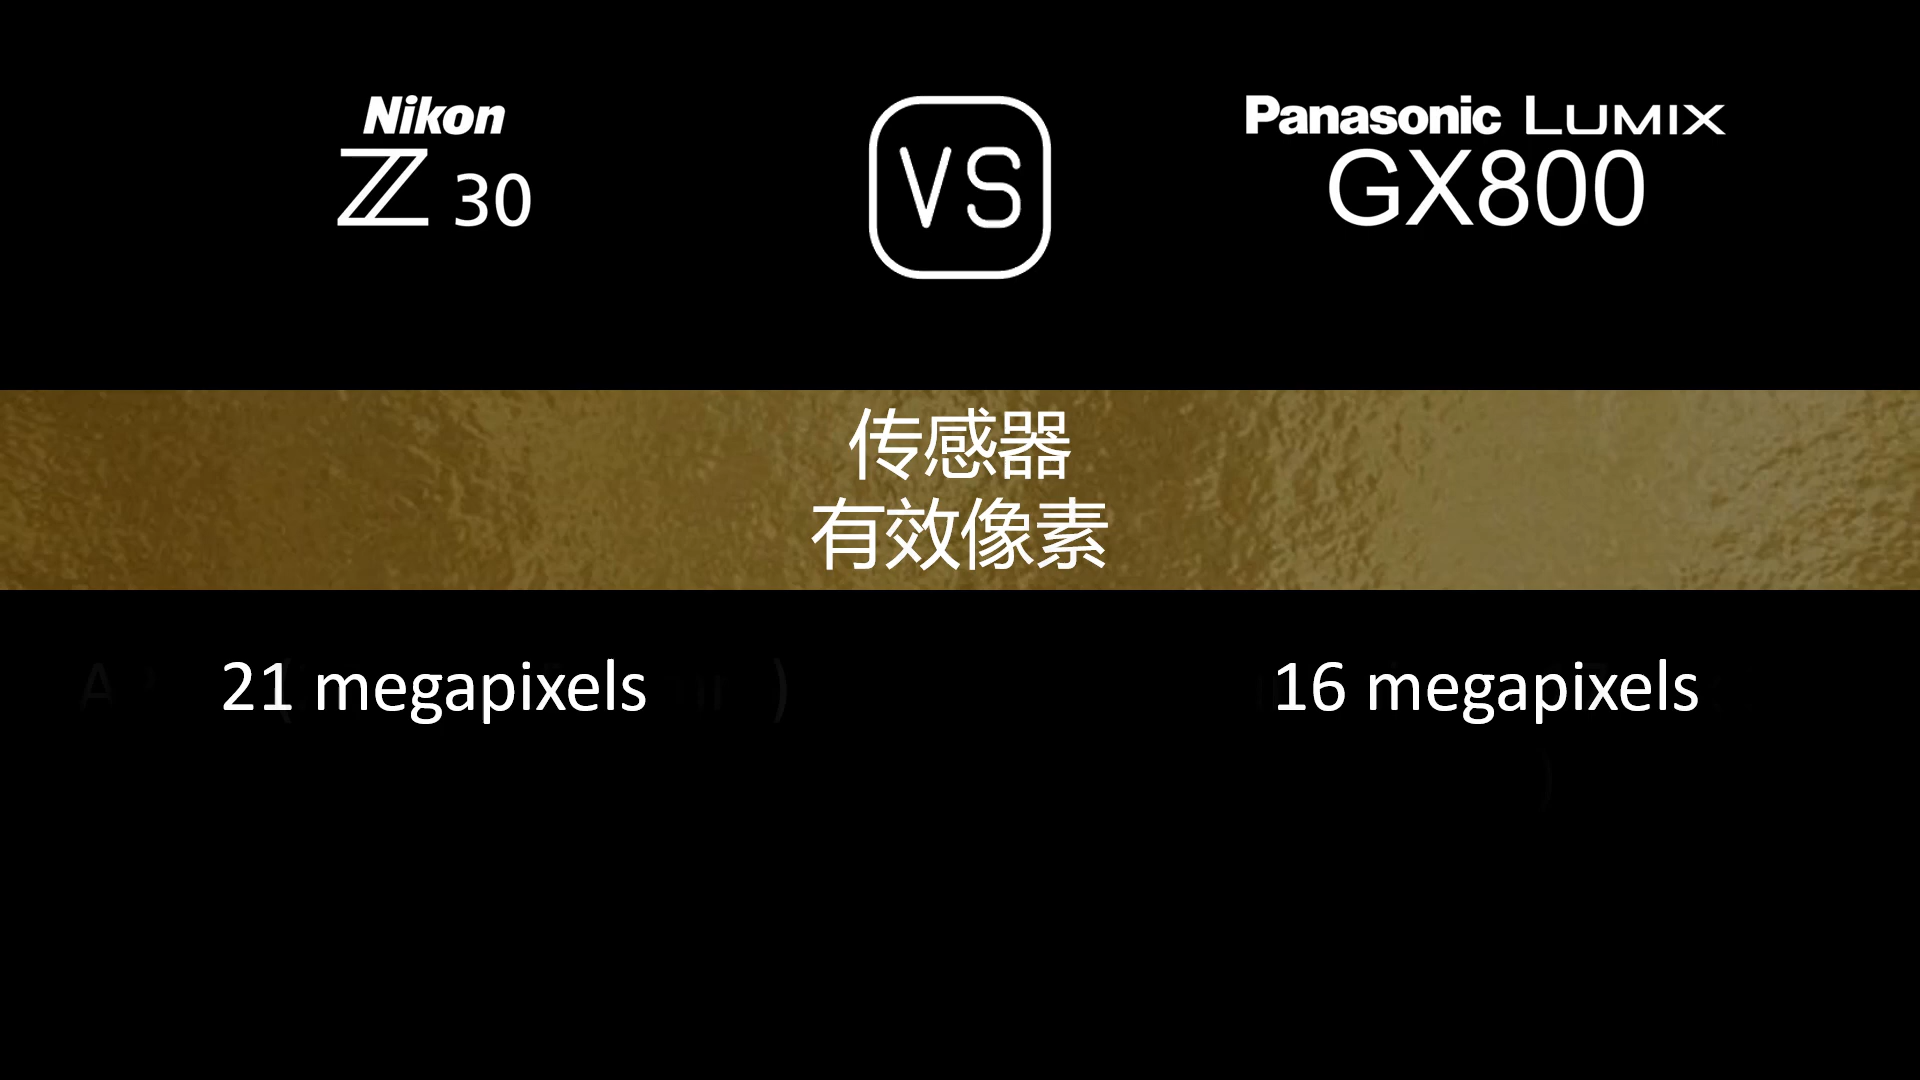 Nikon
Z 30
VS
Panasonic LUMIX
GX800
传感器
有效像素
21 megapixels
16 megapixels